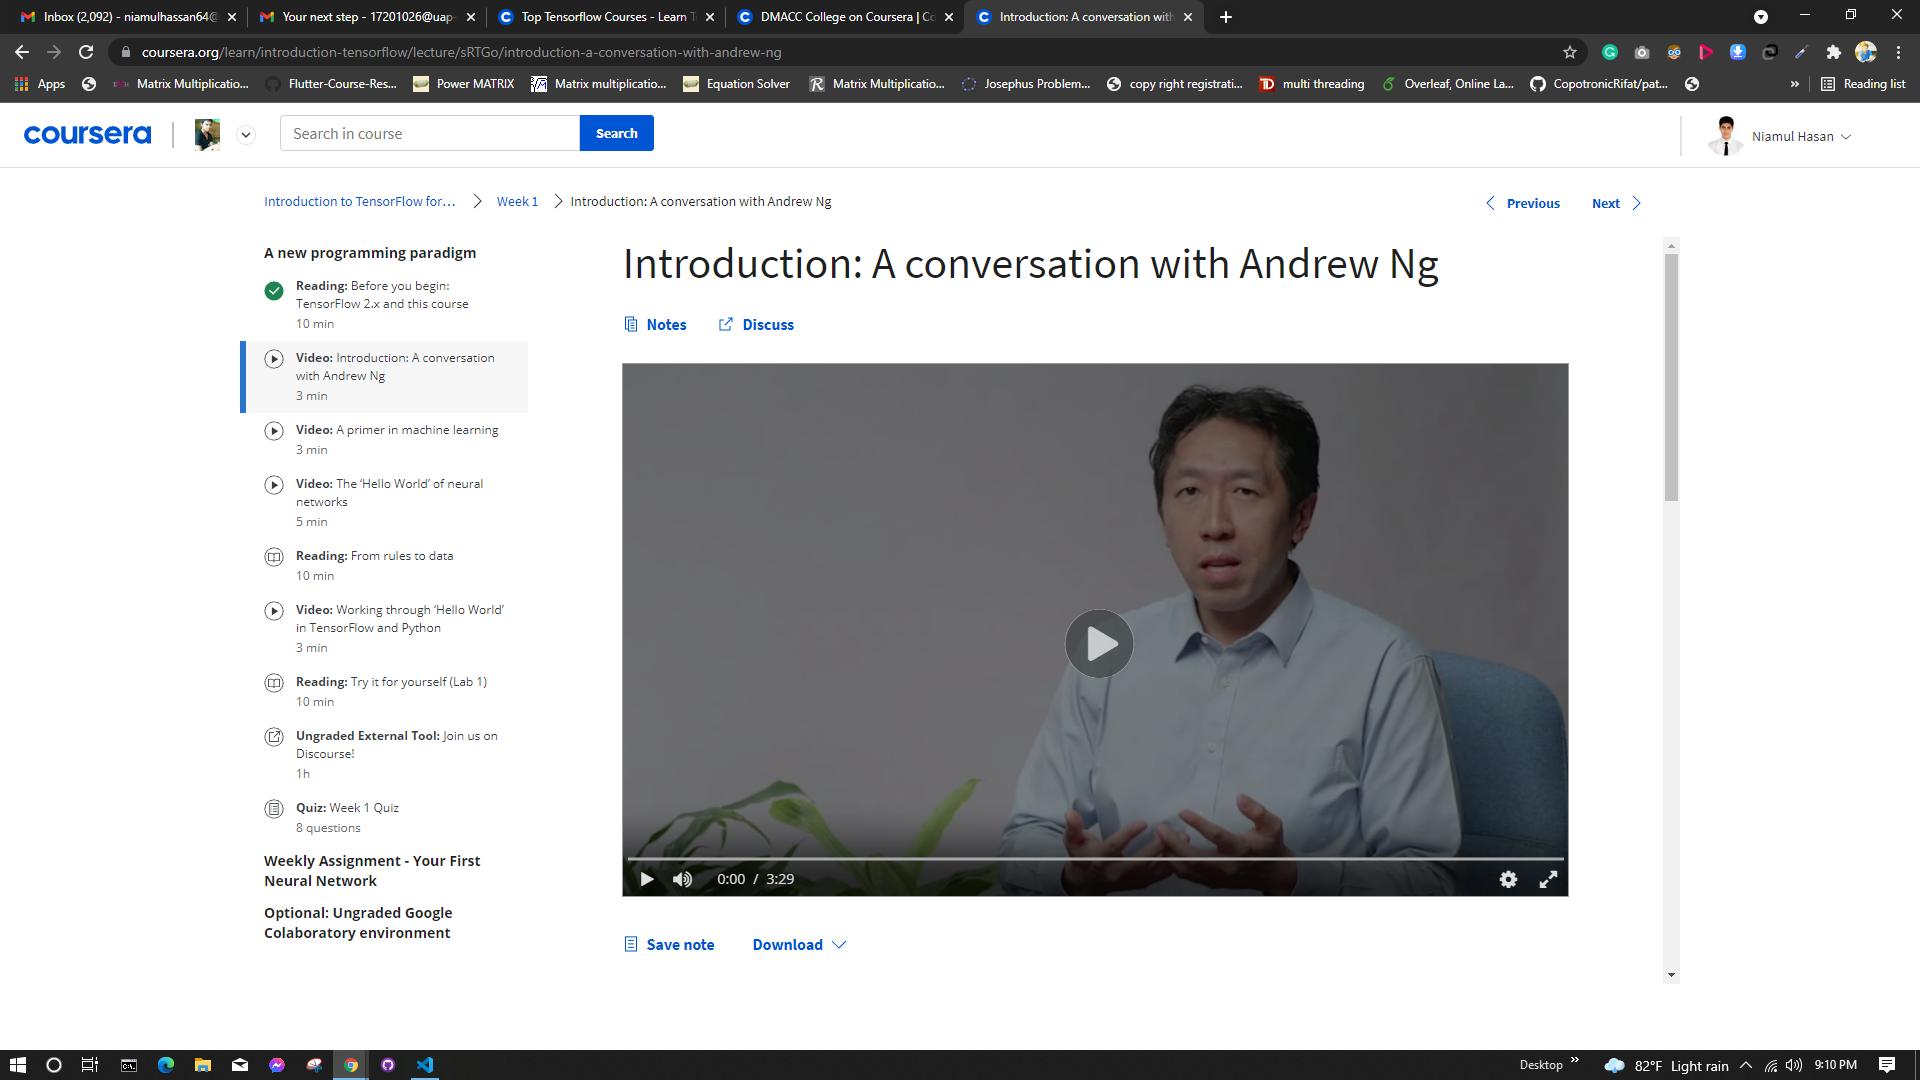 Inbox (2,092) - niamulhassan64@
Your next step - 17201026@uap-
Top Tensorflow Courses - Learn T
DMACC College on Coursera | Co
Introduction: A conversation with
coursera.org/learn/introduction-tensorflow/lecture/sRTGo/introduction-a-conversation-with-andrew-ng
Apps
Matrix Multiplicatio...
Flutter-Course-Res...
Power MATRIX
Matrix multiplicatio...
Equation Solver
Matrix Multiplicatio...
Josephus Problem...
copy right registrati...
multi threading
Overleaf, Online La...
CopotronicRifat/pat...
Reading list
coursera
Search in course
Search
Niamul Hasan
Introduction to TensorFlow for...
Week 1
Introduction: A conversation with Andrew Ng
Previous
Next
A new programming paradigm
Reading: Before you begin:
TensorFlow 2.x and this course
10 min
Video: Introduction: A conversation
with Andrew Ng
3 min
Video: A primer in machine learning
3 min
Video: The ‘Hello World’ of neural
networks
5 min
Reading: From rules to data
10 min
Video: Working through ‘Hello World’
in TensorFlow and Python
3 min
Reading: Try it for yourself (Lab 1)
10 min
Ungraded External Tool: Join us on
Discourse!
1h
Quiz: Week 1 Quiz
8 questions
Weekly Assignment - Your First
Neural Network
Optional: Ungraded Google
Colaboratory environment
Introduction: A conversation with Andrew Ng
Notes
Discuss
0:00 / 3:29
Save note
Download
Desktop
82°F Light rain
9:10 PM